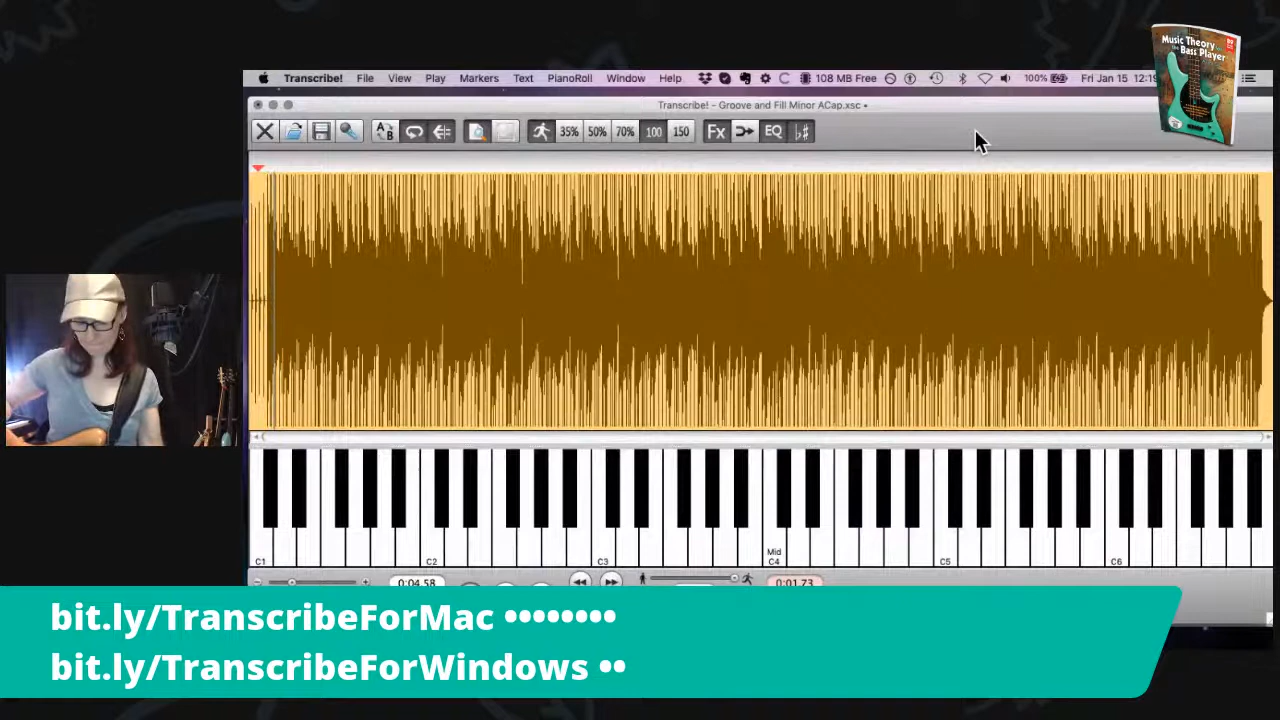 Music Theory
Bass Player
Transcribe! File View Play Markers Text PianoRoll Window Help 108 MB Free 100% Fri Jan 15 12:19
Transcribe! - Groove and Fill Minor ACap.xsc •
A B 35% 50% 70% 100 150 Fx EQ ♭♯
Mid
C1 C2 C3 C4 C5 C6
0:04.58 0:01.73
bit.ly/TranscribeForMac ••••••••
bit.ly/TranscribeForWindows ••